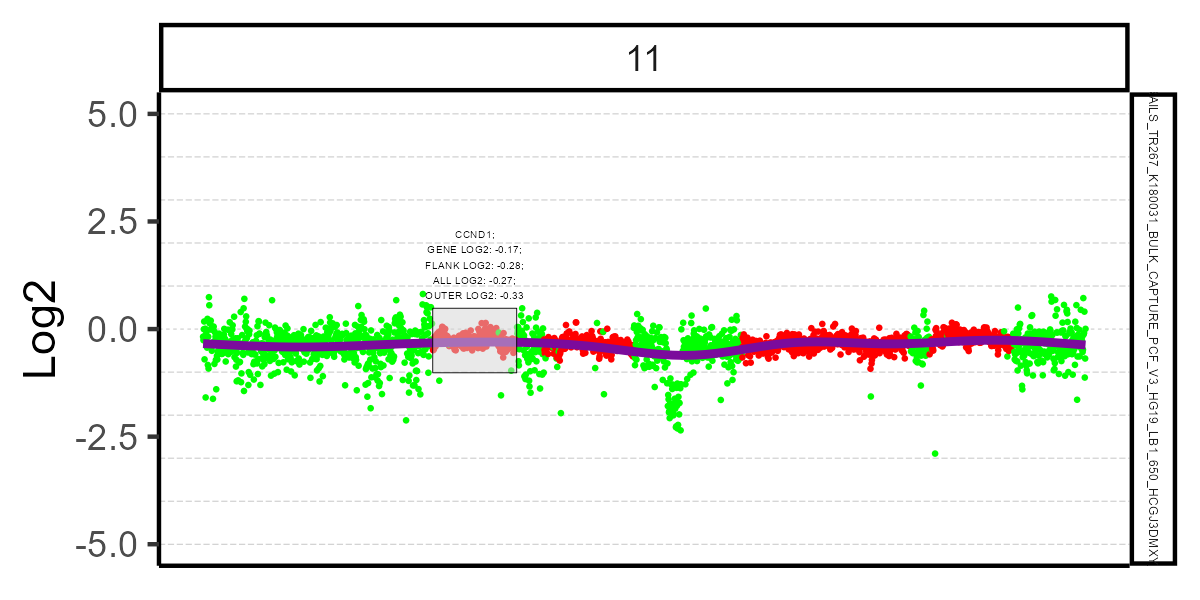 11
Log2
5.0
2.5
0.0
-2.5
-5.0
CCND1;
GENE LOG2: -0.17;
FLANK LOG2: -0.28;
ALL LOG2: -0.27;
OUTER LOG2: -0.33
AILS_TR267_K180031_BULK_CAPTURE_PCF_V3_HG19_LB1_650_HCGJ3DMXY